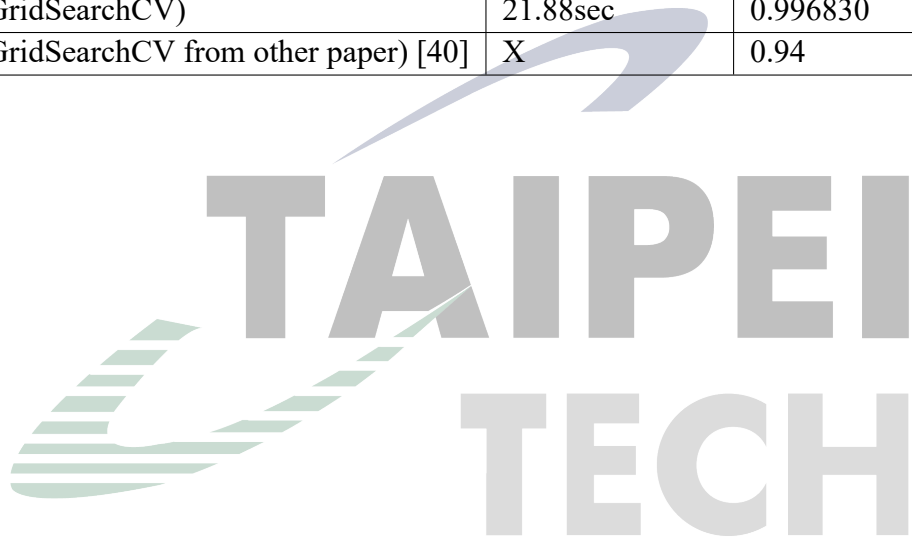 GridSearchCV) 21.88sec 0.996830
GridSearchCV from other paper) [40] X 0.94
TAIPEI
TECH